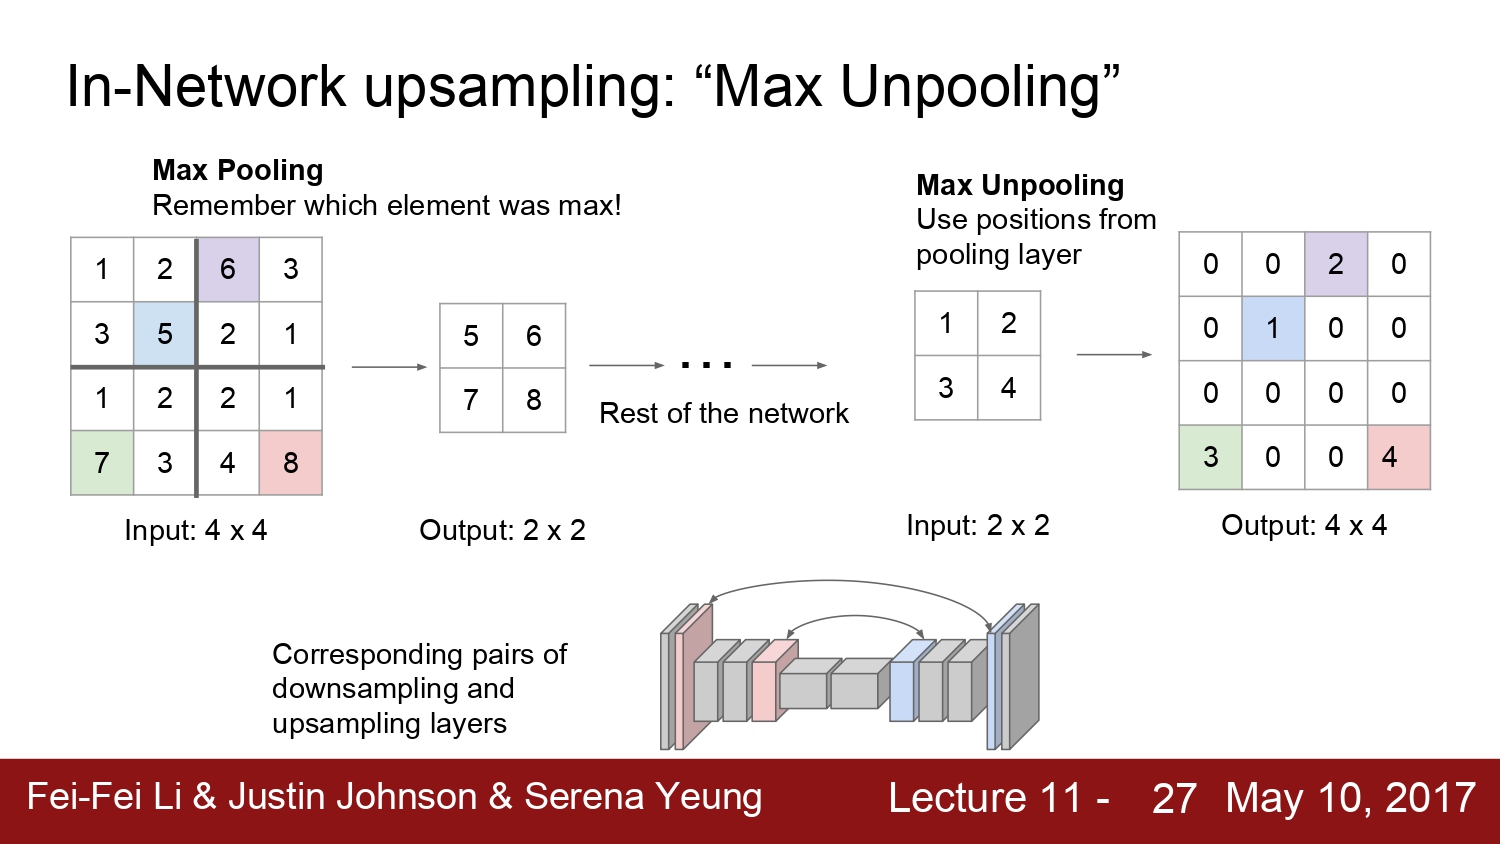 In-Network upsampling: “Max Unpooling”
Max Pooling
Remember which element was max!
1 2 6 3
3 5 2 1
1 2 2 1
7 3 4 8
Input: 4 x 4
5 6
7 8
Output: 2 x 2
. . .
Rest of the network
Max Unpooling
Use positions from
pooling layer
1 2
3 4
Input: 2 x 2
0 0 2 0
0 1 0 0
0 0 0 0
3 0 0 4
Output: 4 x 4
Corresponding pairs of
downsampling and
upsampling layers
Fei-Fei Li & Justin Johnson & Serena Yeung Lecture 11 - 27 May 10, 2017